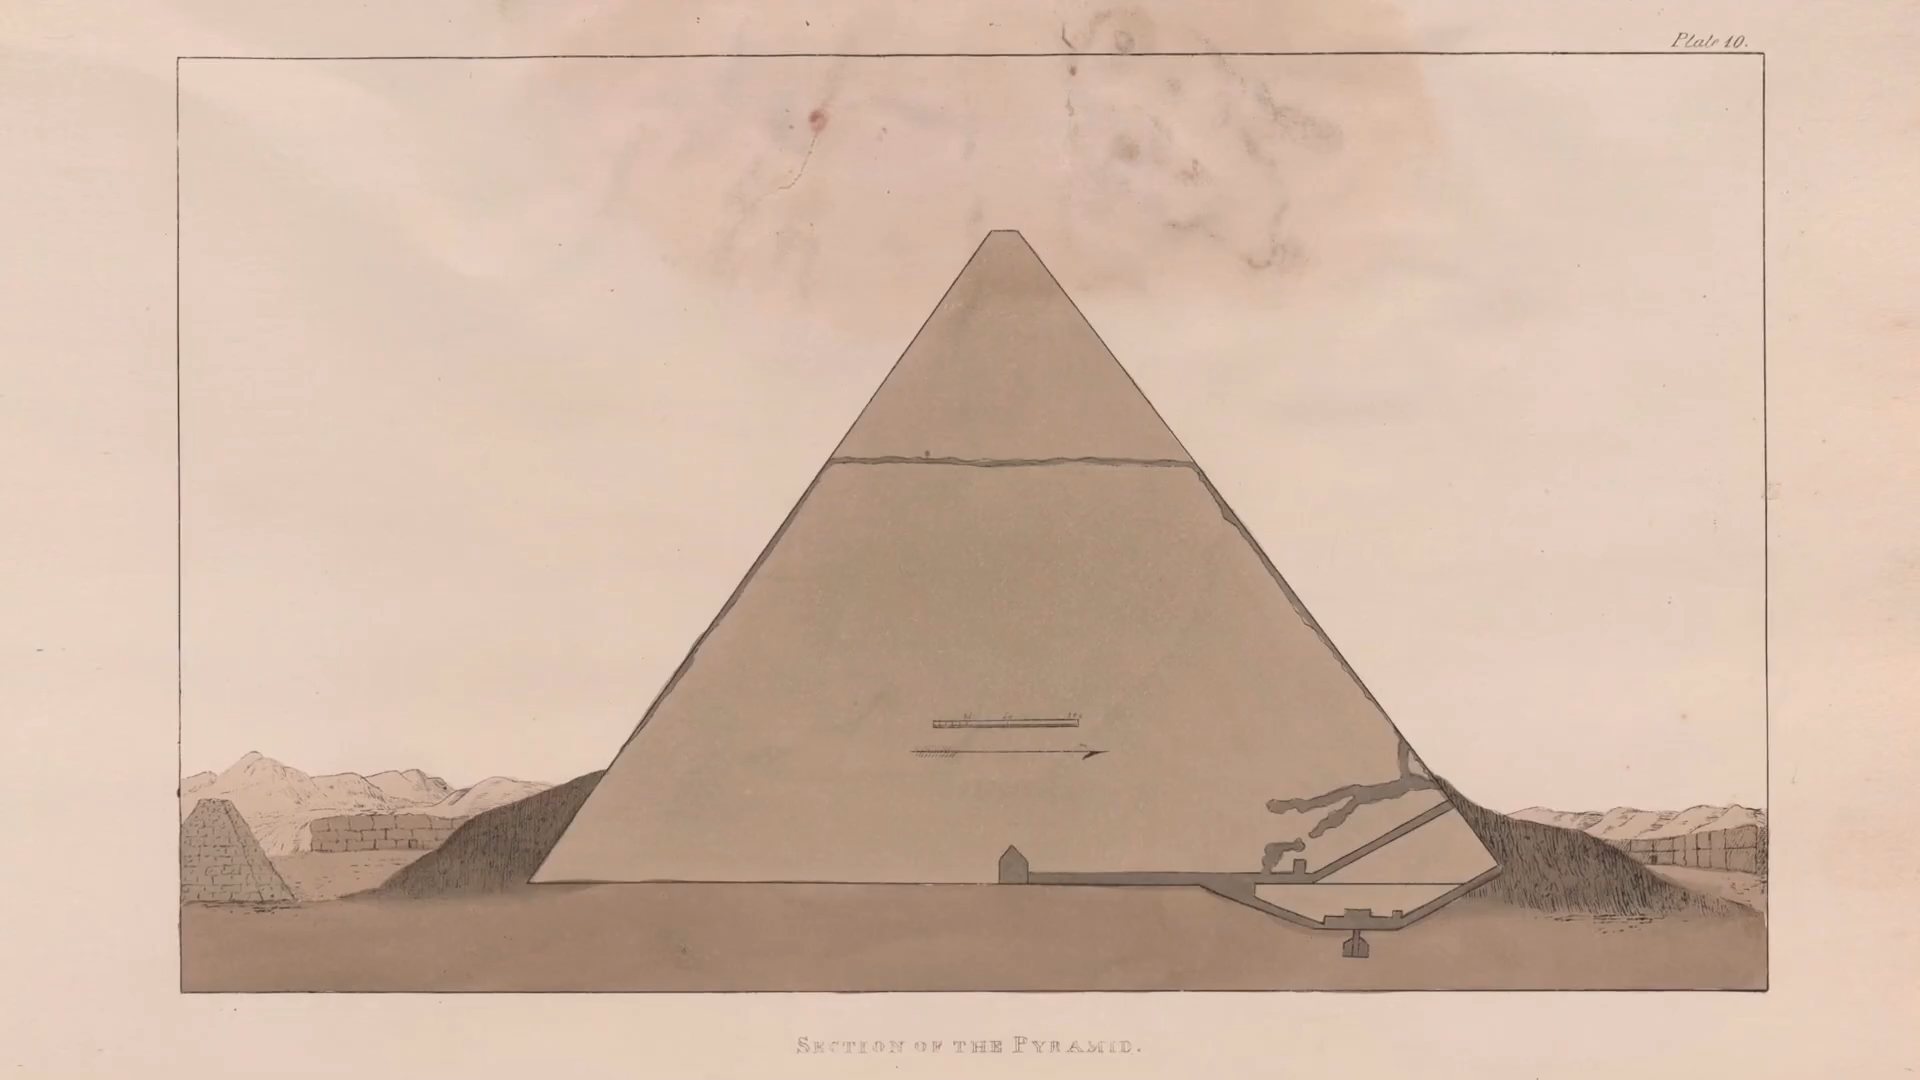 Plate 10.
SECTION OF THE PYRAMID.